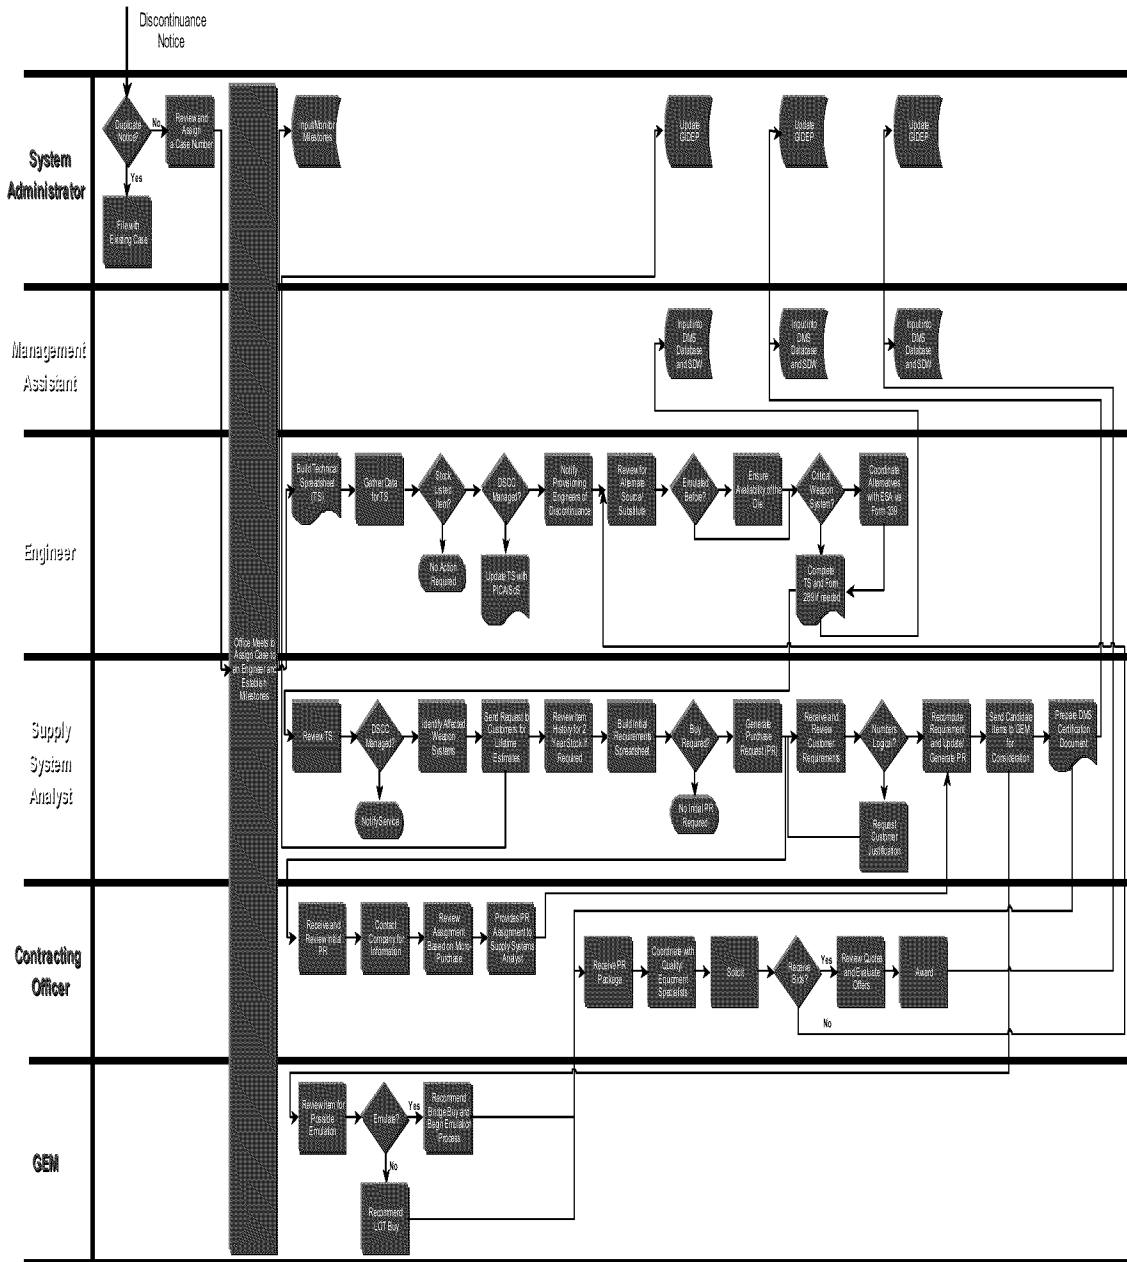 Discontinuance
Notice
System
Administrator
Duplicate
Notice?
No
Yes
Review and
Assign
a Case Number
File with
Existing Case
Input/Monitor
Milestones
Update
GIDEP
Update
GIDEP
Update
GIDEP
Management
Assistant
Input into
DMS
Database
and SDW
Input into
DMS
Database
and SDW
Input into
DMS
Database
and SDW
Engineer
Build Technical
Spreadsheet
(TS)
Gather Data
for TS
Stock
Listed Item?
DSCC
Managed?
Notify
Provisioning
Engineers of
Discontinuance
Review for
Alternate
Source/
Substitute
Emulated
Before?
Ensure
Availability of the
Die
Critical
Weapon
System?
Coordinate
Alternatives
with ESA via
Form 339
No Action
Required
Update TS with
PICA/SoS
Complete
TS and Form
289 if needed
Office Meets to
Assign Case to
an Engineer and
Establish
Milestones
Supply
System
Analyst
Review TS
DSCC
Managed?
Identify Affected
Weapon
Systems
Send Request to
Customers for
Lifetime
Estimates
Review Item
History for 2
Year Stock if
Required
Build Initial
Requirements
Spreadsheet
Buy
Required?
Generate
Purchase
Request (PR)
Receive and
Review
Customer
Requirements
Numbers
Logical?
Recompute
Requirement
and Update/
Generate PR
Send Candidate
Items to GEM
for
Consideration
Prepare DMS
Certification
Document
Notify Service
No Initial PR
Required
Request
Customer
Justification
Contracting
Officer
Receive and
Review Initial
PR
Contact
Company for
Information
Review
Assignment
Based on Micro-
Purchase
Provides PR
Assignment to
Supply Systems
Analyst
Receive PR
Package
Coordinate with
Quality/
Equipment
Specialists
Solicit
Receive
Bids?
Yes
No
Review Quotes
and Evaluate
Offers
Award
GEM
Review Item for
Possible
Emulation
Emulate?
Yes
No
Recommend
Bridge Buy and
Begin Emulation
Process
Recommend
LOT Buy